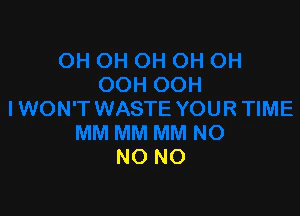 OH OH OH OH OH
OOH OOH
I WON'T WASTE YOUR TIME
MM MM MM NO
NO NO